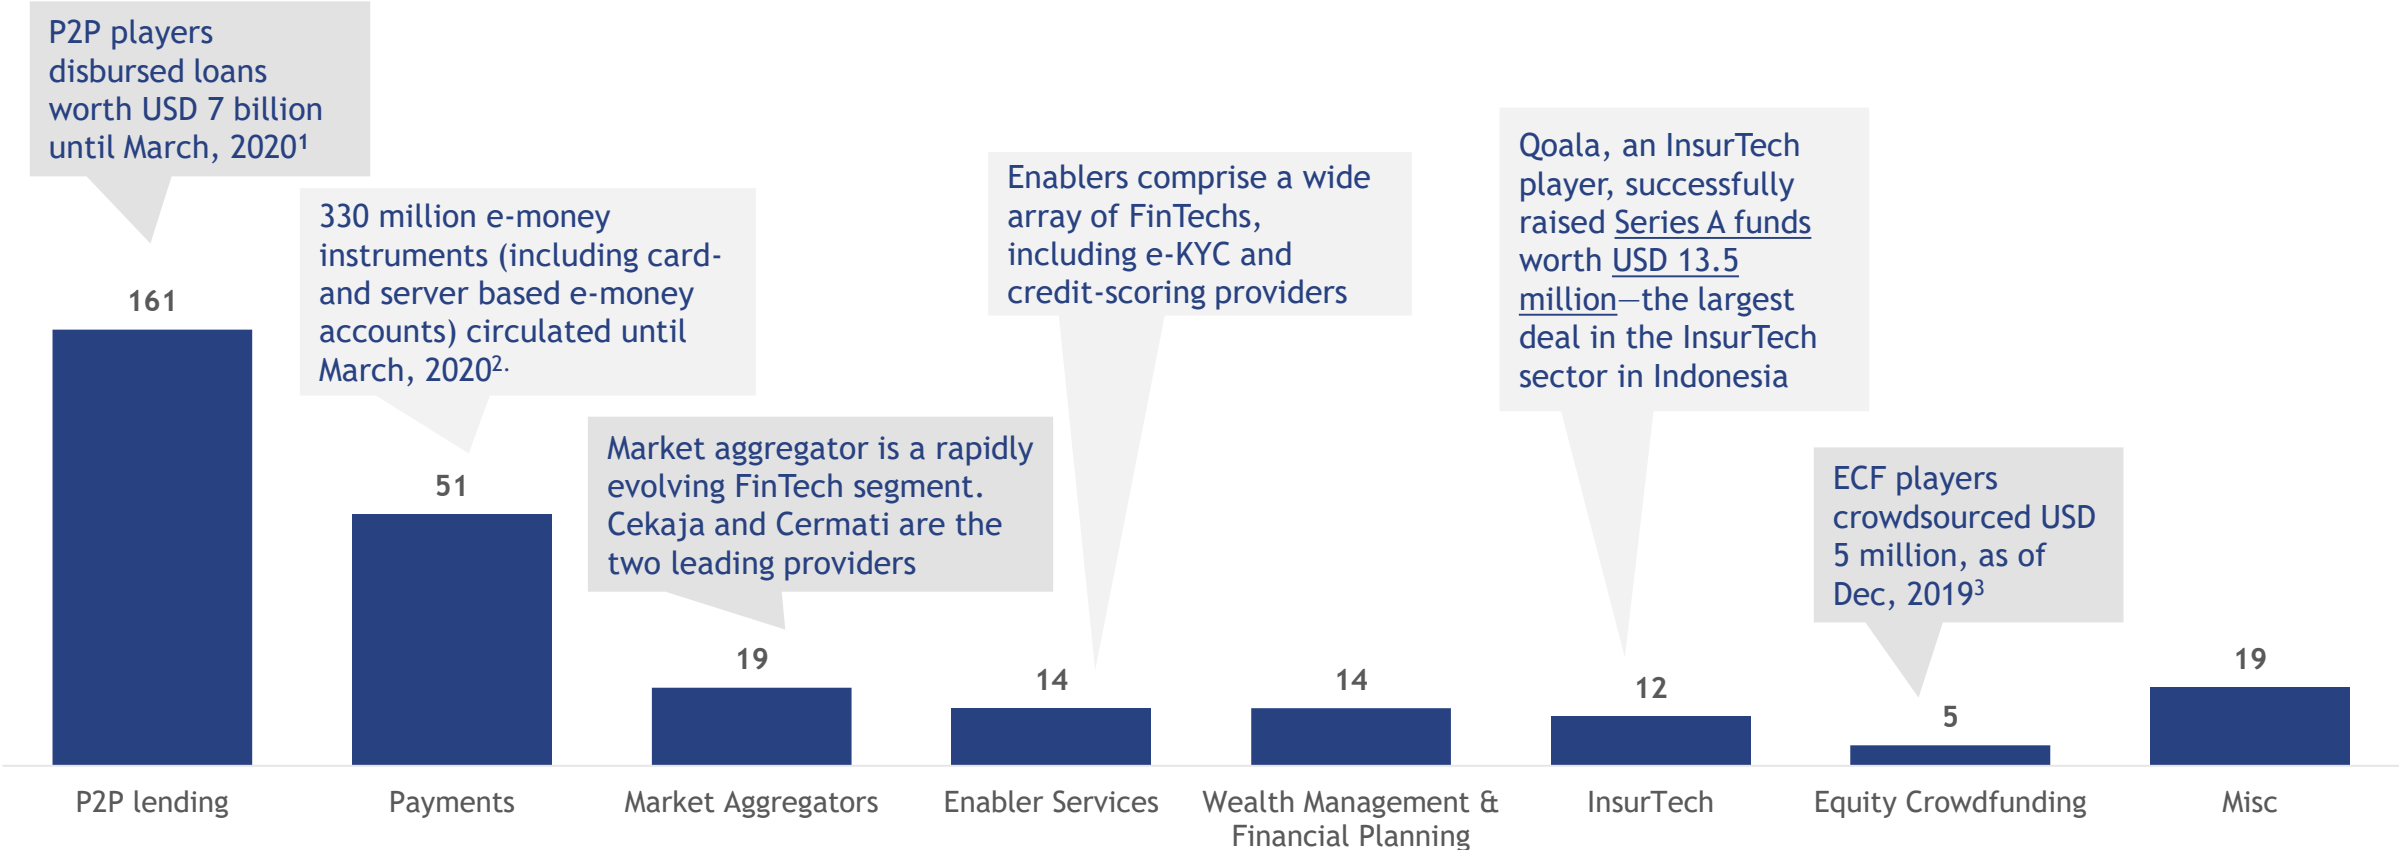 P2P players
disbursed loans
worth USD 7 billion
until March, 2020¹
330 million e-money
instruments (including card-
and server based e-money
accounts) circulated until
March, 2020²·
Market aggregator is a rapidly
evolving FinTech segment.
Cekaja and Cermati are the
two leading providers
Enablers comprise a wide
array of FinTechs,
including e-KYC and
credit-scoring providers
Qoala, an InsurTech
player, successfully
raised Series A funds
worth USD 13.5
million—the largest
deal in the InsurTech
sector in Indonesia
ECF players
crowdsourced USD
5 million, as of
Dec, 2019³
161
51
19
14
14
12
5
19
P2P lending
Payments
Market Aggregators
Enabler Services
Wealth Management &
Financial Planning
InsurTech
Equity Crowdfunding
Misc